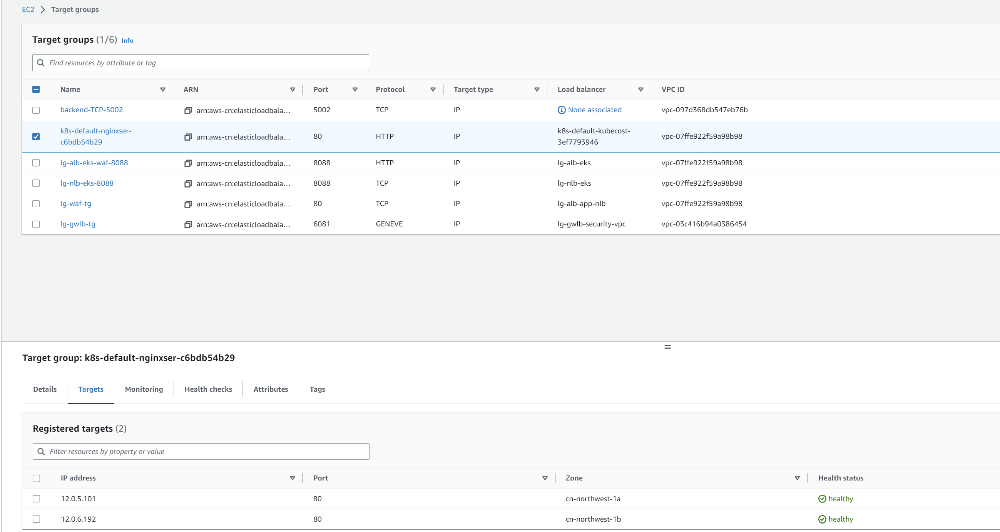 EC2 > Target groups
Target groups (1/6) Info
Find resources by attribute or tag
Name ARN Port Protocol Target type Load balancer VPC ID
backend-TCP-5002 arn:aws-cn:elasticloadbala... 5002 TCP IP None associated vpc-097d368db547eb76b
k8s-default-nginxser-c6bdb54b29 arn:aws-cn:elasticloadbala... 80 HTTP IP k8s-default-kubecost-3ef7793946 vpc-07ffe922f59a98b98
lg-alb-eks-waf-8088 arn:aws-cn:elasticloadbala... 8088 HTTP IP lg-alb-eks vpc-07ffe922f59a98b98
lg-nlb-eks-8088 arn:aws-cn:elasticloadbala... 8088 TCP IP lg-nlb-eks vpc-07ffe922f59a98b98
lg-waf-tg arn:aws-cn:elasticloadbala... 80 TCP IP lg-alb-app-nlb vpc-07ffe922f59a98b98
lg-gwlb-tg arn:aws-cn:elasticloadbala... 6081 GENEVE IP lg-gwlb-security-vpc vpc-03c416b94a0386454
Target group: k8s-default-nginxser-c6bdb54b29
Details Targets Monitoring Health checks Attributes Tags
Registered targets (2)
Filter resources by property or value
IP address Port Zone Health status
12.0.5.101 80 cn-northwest-1a healthy
12.0.6.192 80 cn-northwest-1b healthy